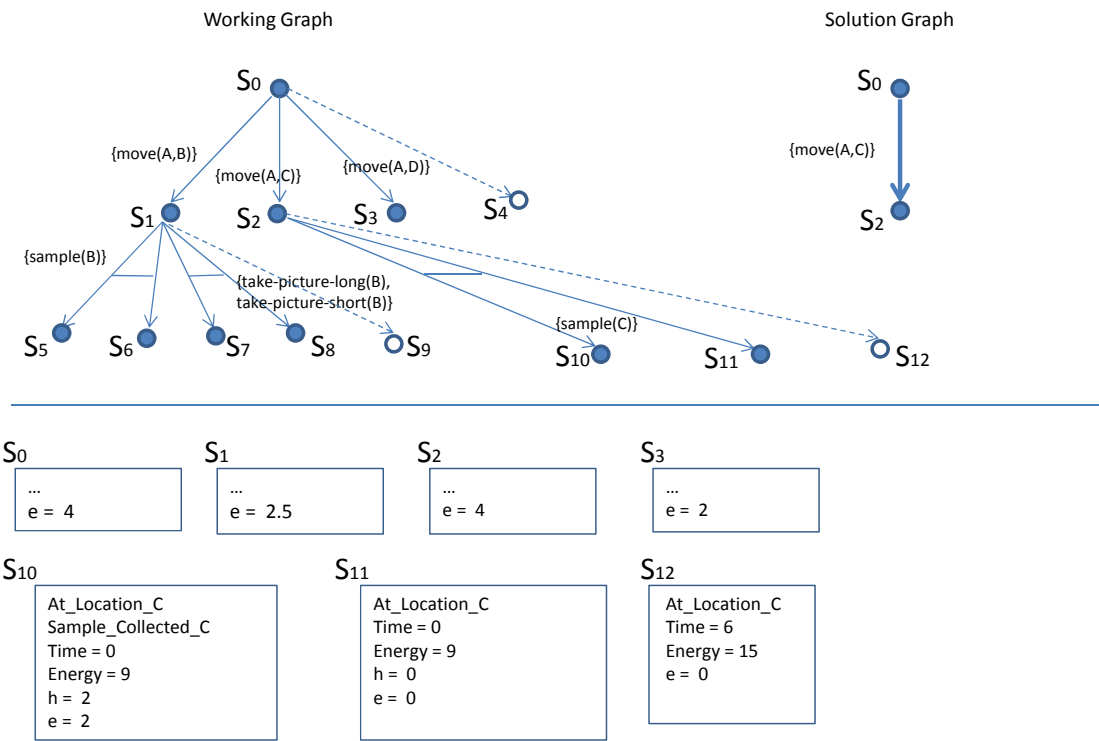 Working Graph
Solution Graph
S0
S0
{move(A,B)}
{move(A,C)}
{move(A,D)}
{move(A,C)}
S1
S2
S3
S4
S2
{sample(B)}
{take-picture-long(B),
take-picture-short(B)}
{sample(C)}
S5
S6
S7
S8
S9
S10
S11
S12
S0
...
e = 4
S1
...
e = 2.5
S2
...
e = 4
S3
...
e = 2
S10
At_Location_C
Sample_Collected_C
Time = 0
Energy = 9
h = 2
e = 2
S11
At_Location_C
Time = 0
Energy = 9
h = 0
e = 0
S12
At_Location_C
Time = 6
Energy = 15
e = 0